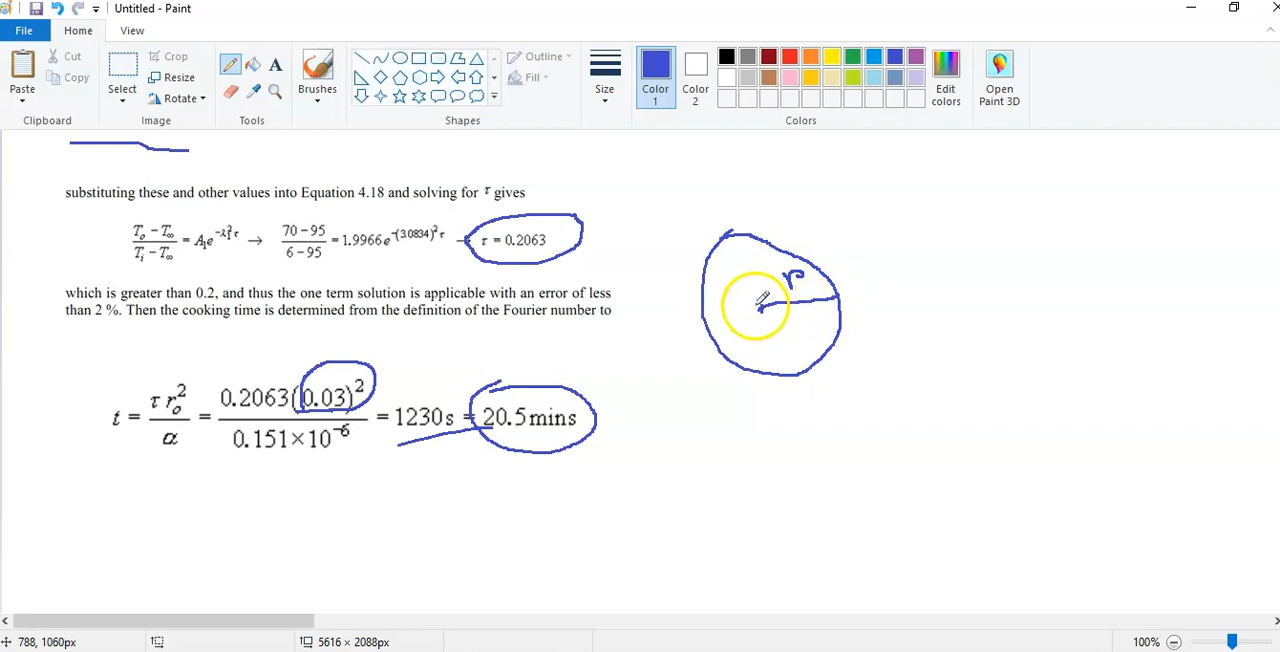 Untitled - Paint
File Home View
Paste
Cut
Copy
Clipboard
Select
Crop
Resize
Rotate
Image
A
Tools
Brushes
Outline
Fill
Shapes
Size
Color 1
Color 2
Edit colors
Colors
Open Paint 3D
substituting these and other values into Equation 4.18 and solving for τ gives
(T₀ − T∞)/(Tᵢ − T∞) = A₁e^(−λ₁²τ) → (70 − 95)/(6 − 95) = 1.9966e^(−(3.0834)²τ) → τ = 0.2063
which is greater than 0.2, and thus the one term solution is applicable with an error of less
than 2 %. Then the cooking time is determined from the definition of the Fourier number to
r
t = τr₀²/α = 0.2063(0.03)²/0.151×10⁻⁶ = 1230s = 20.5mins
788, 1060px
5616 × 2088px
100%